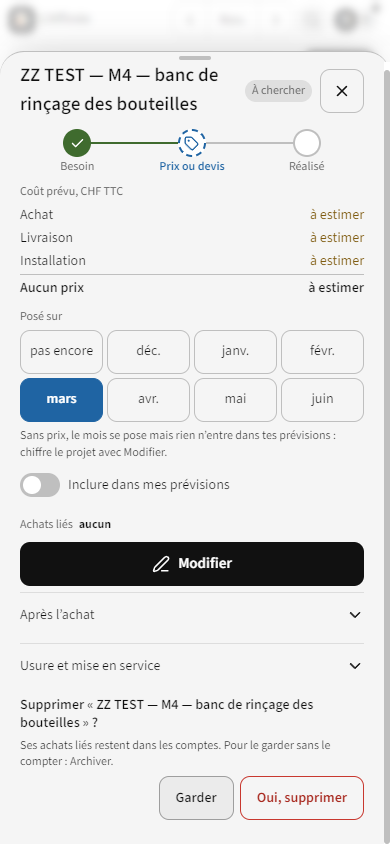 ZZ TEST — M4 — banc de
rinçage des bouteilles
À chercher
Besoin
Prix ou devis
Réalisé
Coût prévu, CHF TTC
Achat
à estimer
Livraison
à estimer
Installation
à estimer
Aucun prix
à estimer
Posé sur
pas encore
déc.
janv.
févr.
mars
avr.
mai
juin
Sans prix, le mois se pose mais rien n'entre dans tes prévisions :
chiffre le projet avec Modifier.
Inclure dans mes prévisions
Achats liés aucun
Modifier
Après l'achat
Usure et mise en service
Supprimer « ZZ TEST — M4 — banc de rinçage des
bouteilles » ?
Ses achats liés restent dans les comptes. Pour le garder sans le
compter : Archiver.
Garder
Oui, supprimer